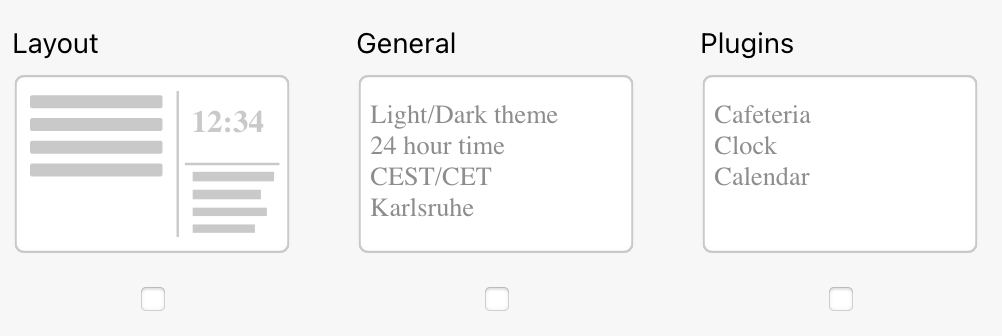 Layout
12:34
General
Light/Dark theme
24 hour time
CEST/CET
Karlsruhe
Plugins
Cafeteria
Clock
Calendar